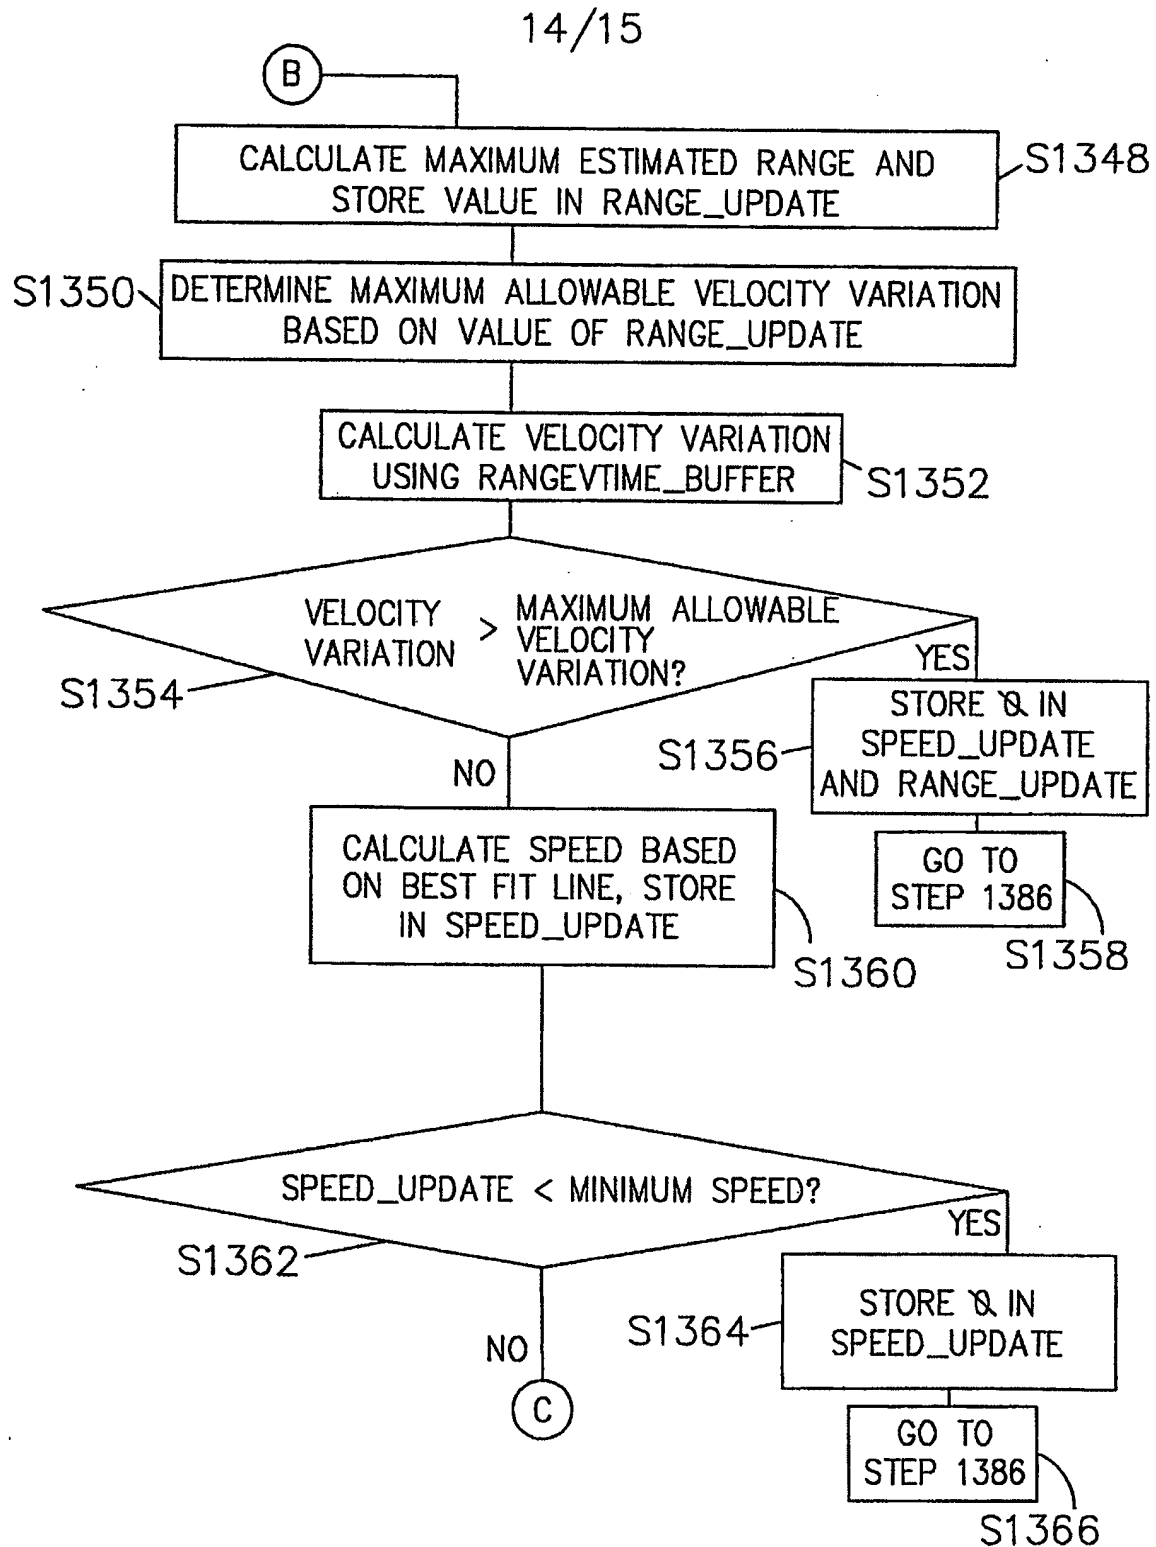 14/15
B
CALCULATE MAXIMUM ESTIMATED RANGE AND
STORE VALUE IN RANGE_UPDATE
S1348
S1350
DETERMINE MAXIMUM ALLOWABLE VELOCITY VARIATION
BASED ON VALUE OF RANGE_UPDATE
CALCULATE VELOCITY VARIATION
USING RANGEVTIME_BUFFER
S1352
VELOCITY
VARIATION
>
MAXIMUM ALLOWABLE
VELOCITY
VARIATION?
S1354
YES
STORE 0 IN
SPEED_UPDATE
AND RANGE_UPDATE
S1356
GO TO
STEP 1386
S1358
NO
CALCULATE SPEED BASED
ON BEST FIT LINE, STORE
IN SPEED_UPDATE
S1360
SPEED_UPDATE < MINIMUM SPEED?
S1362
YES
STORE 0 IN
SPEED_UPDATE
S1364
GO TO
STEP 1386
S1366
NO
C